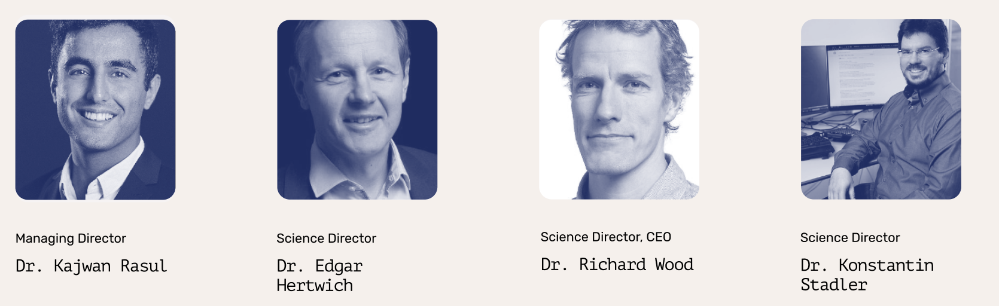 Managing Director
Dr. Kajwan Rasul
Science Director
Dr. Edgar
Hertwich
Science Director, CEO
Dr. Richard Wood
Science Director
Dr. Konstantin
Stadler